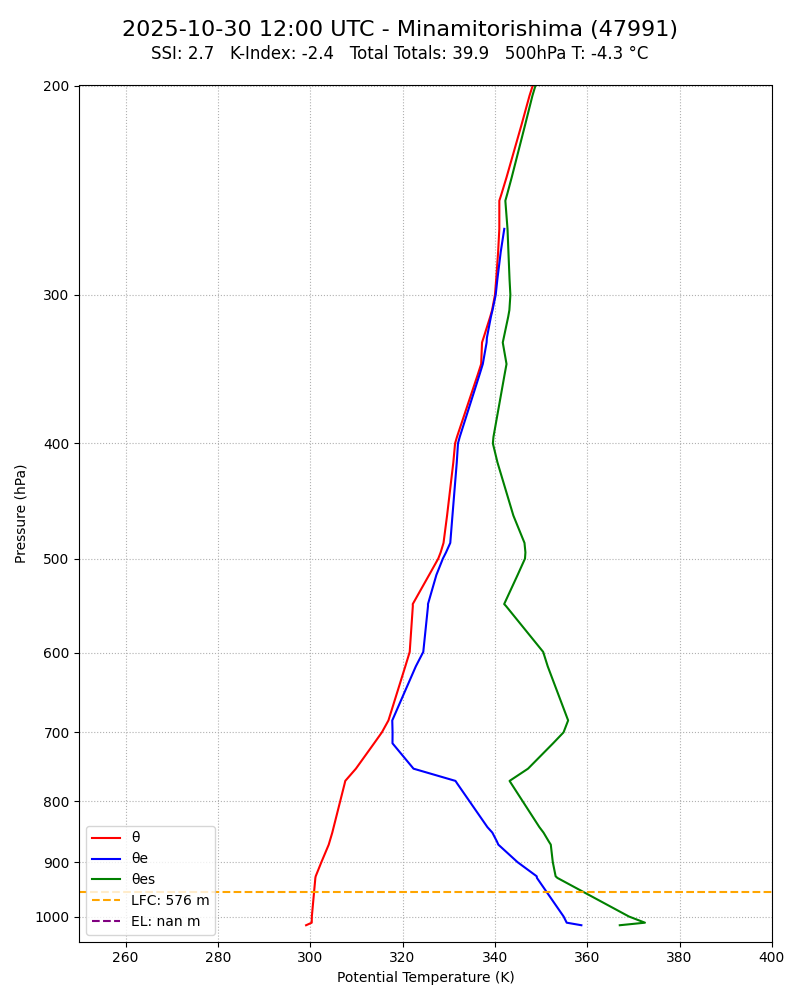 2025-10-30 12:00 UTC - Minamitorishima (47991)
SSI: 2.7   K-Index: -2.4   Total Totals: 39.9   500hPa T: -4.3 °C
200
300
400
500
600
700
800
900
1000
Pressure (hPa)
θ
θe
θes
LFC: 576 m
EL: nan m
260
280
300
320
340
360
380
400
Potential Temperature (K)